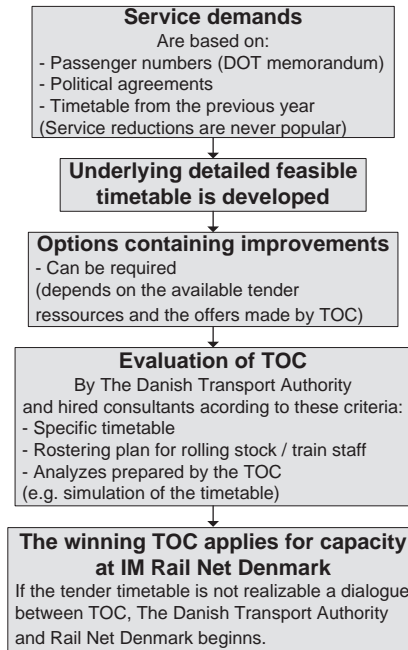 Service demands
Are based on:
- Passenger numbers (DOT memorandum)
- Political agreements
- Timetable from the previous year
(Service reductions are never popular)
Underlying detailed feasible
timetable is developed
Options containing improvements
- Can be required
(depends on the available tender
ressources and the offers made by TOC)
Evaluation of TOC
By The Danish Transport Authority
and hired consultants acording to these criteria:
- Specific timetable
- Rostering plan for rolling stock / train staff
- Analyzes prepared by the TOC
(e.g. simulation of the timetable)
The winning TOC applies for capacity
at IM Rail Net Denmark
If the tender timetable is not realizable a dialogue
between TOC, The Danish Transport Authority
and Rail Net Denmark begins.